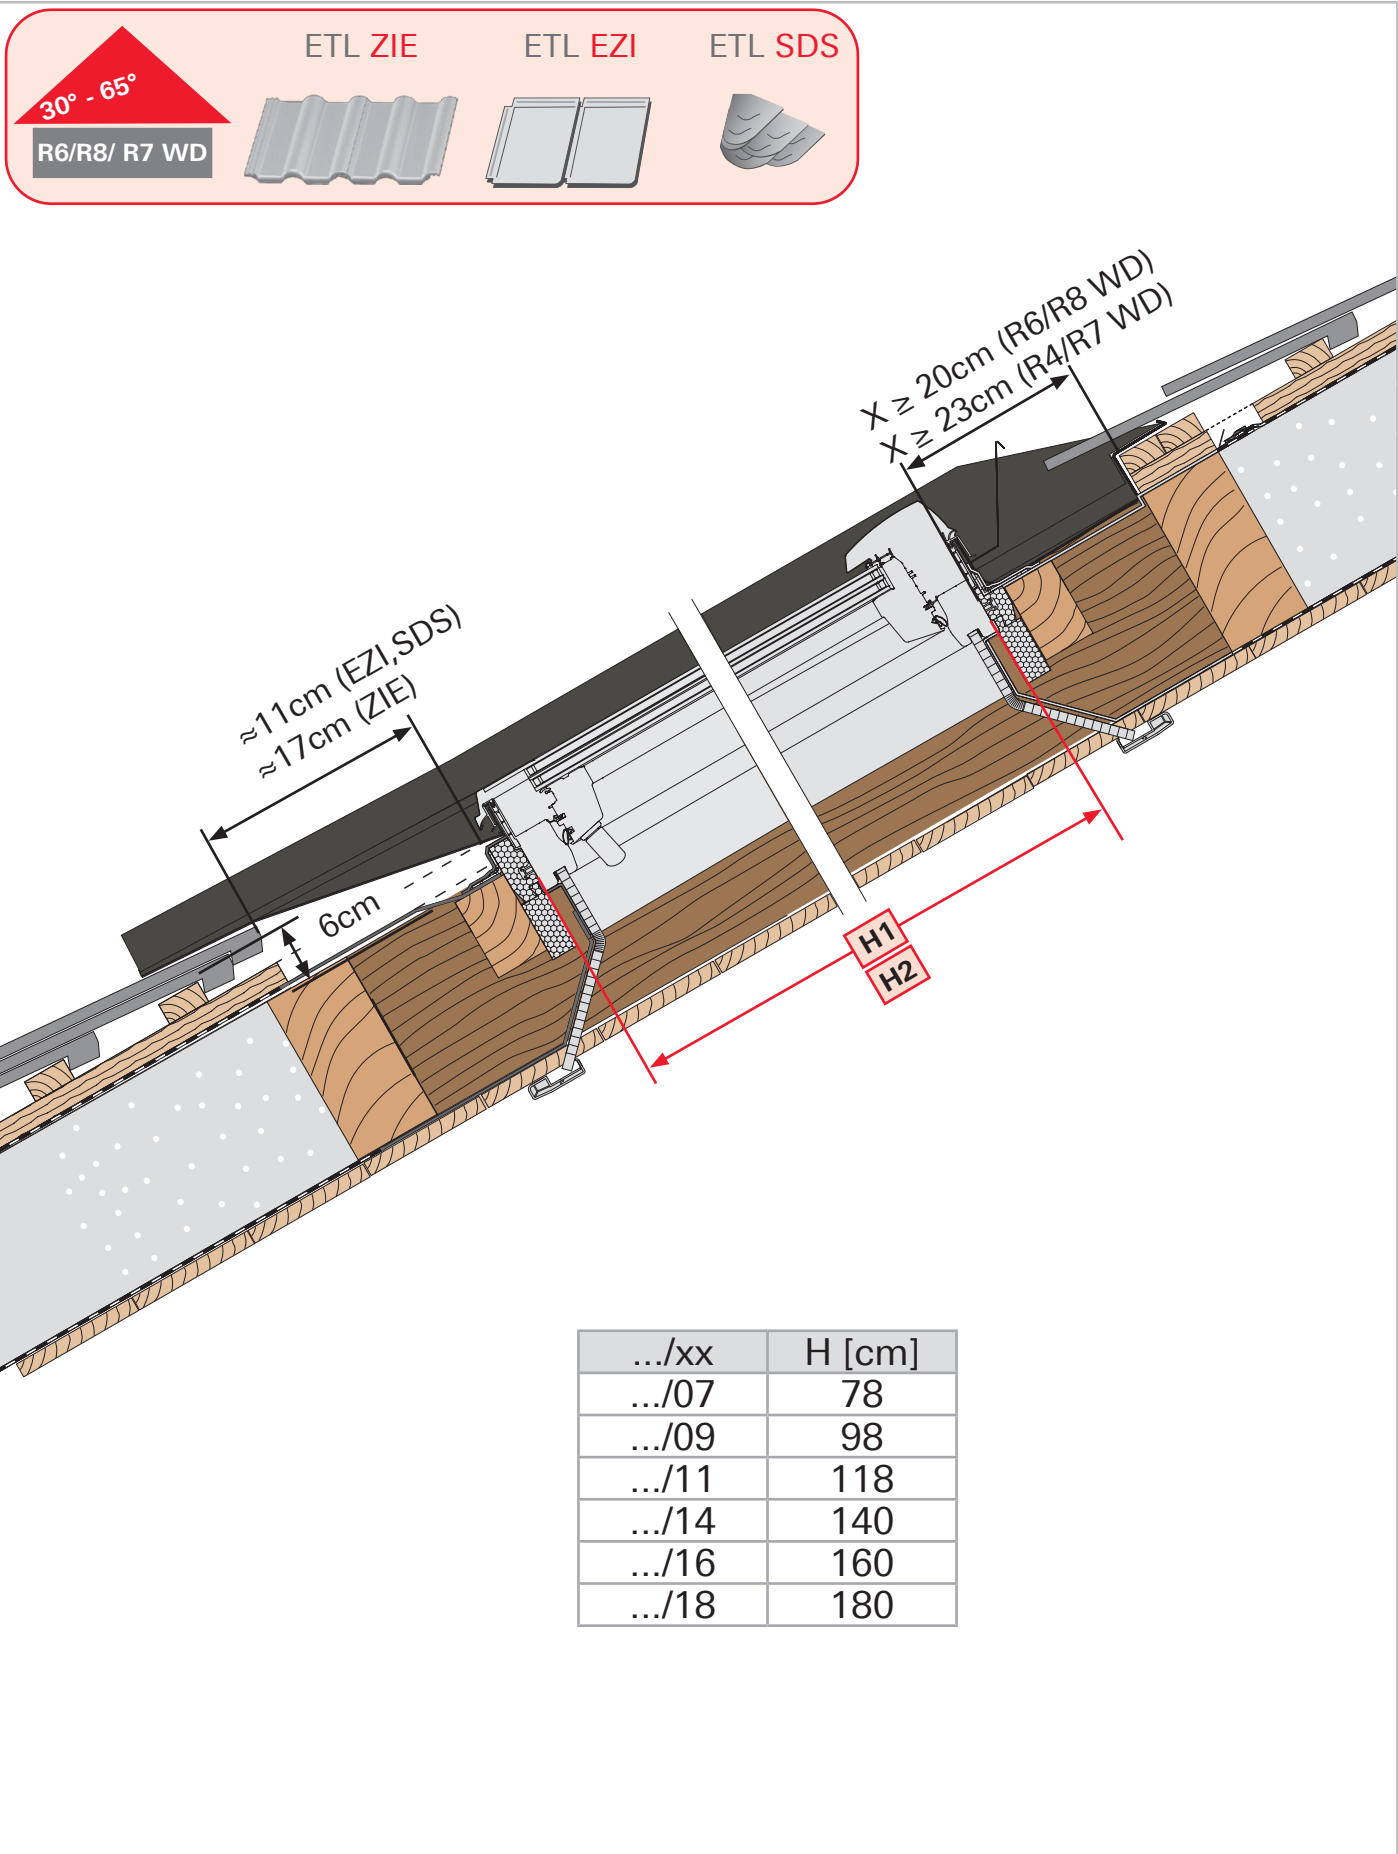 ETL ZIE ETL EZI ETL SDS
30° - 65°
R6/R8/ R7 WD
X ≥ 20cm (R6/R8 WD)
X ≥ 23cm (R4/R7 WD)
≈11cm (EZI,SDS)
≈17cm (ZIE)
6cm
H1
H2
.../xx H [cm]
.../07 78
.../09 98
.../11 118
.../14 140
.../16 160
.../18 180